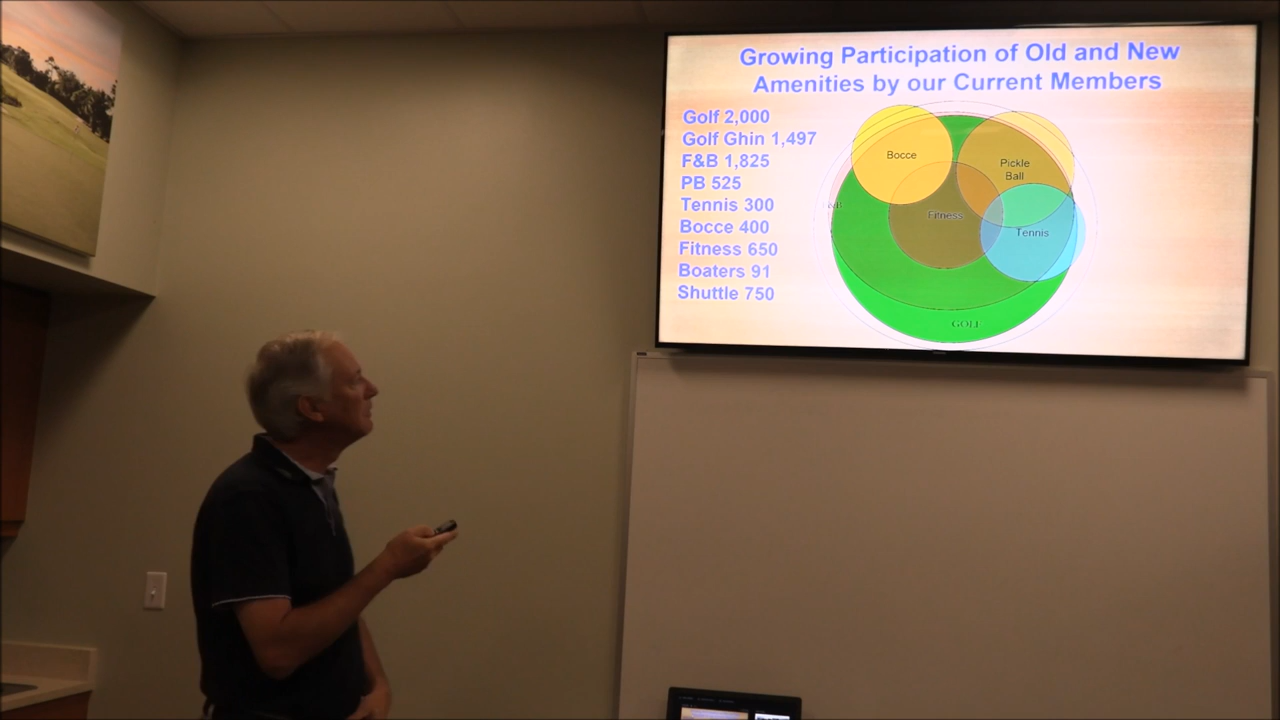 Growing Participation of Old and New
Amenities by our Current Members
Golf 2,000
Golf Ghin 1,497
F&B 1,825
PB 525
Tennis 300
Bocce 400
Fitness 650
Boaters 91
Shuttle 750
Bocce
Pickle
Ball
F&B
Fitness
Tennis
GOLF